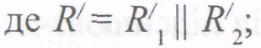 де R′ = R′₁ || R′₂;